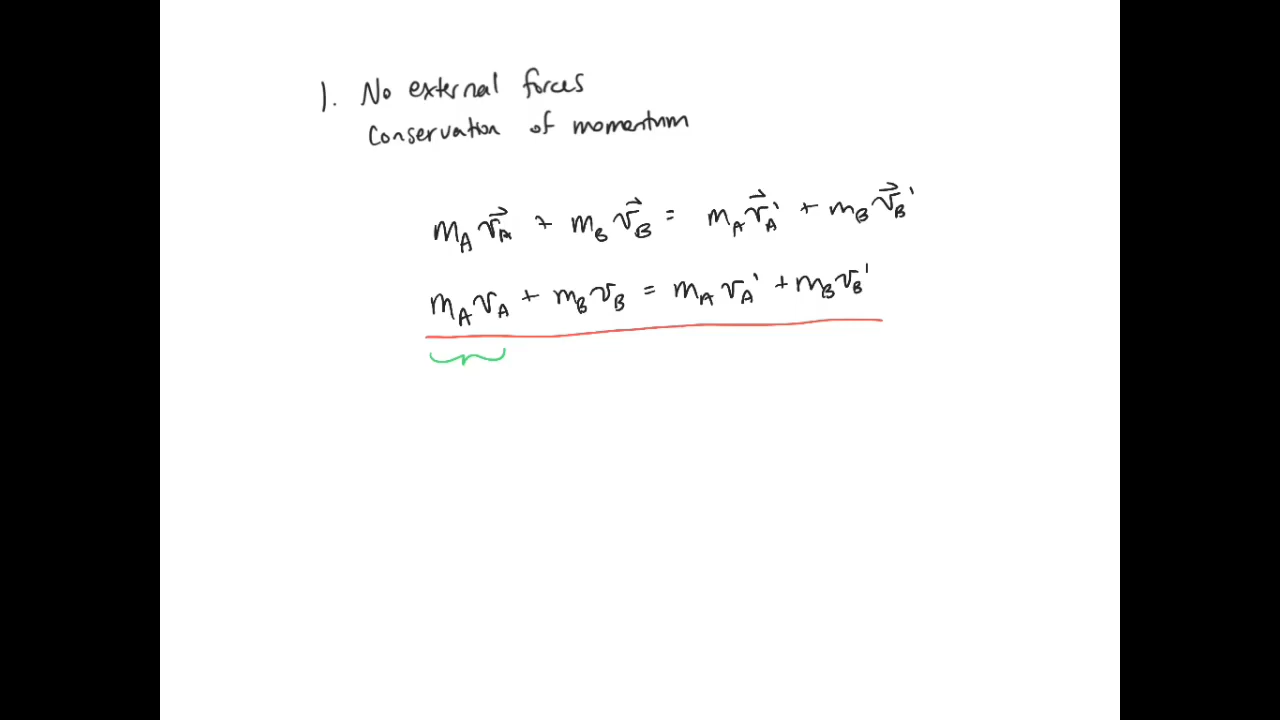 1. No external forces
Conservation of momentum
m_A v⃗_A + m_B v⃗_B = m_A v⃗_A' + m_B v⃗_B'
m_A v_A + m_B v_B = m_A v_A' + m_B v_B'